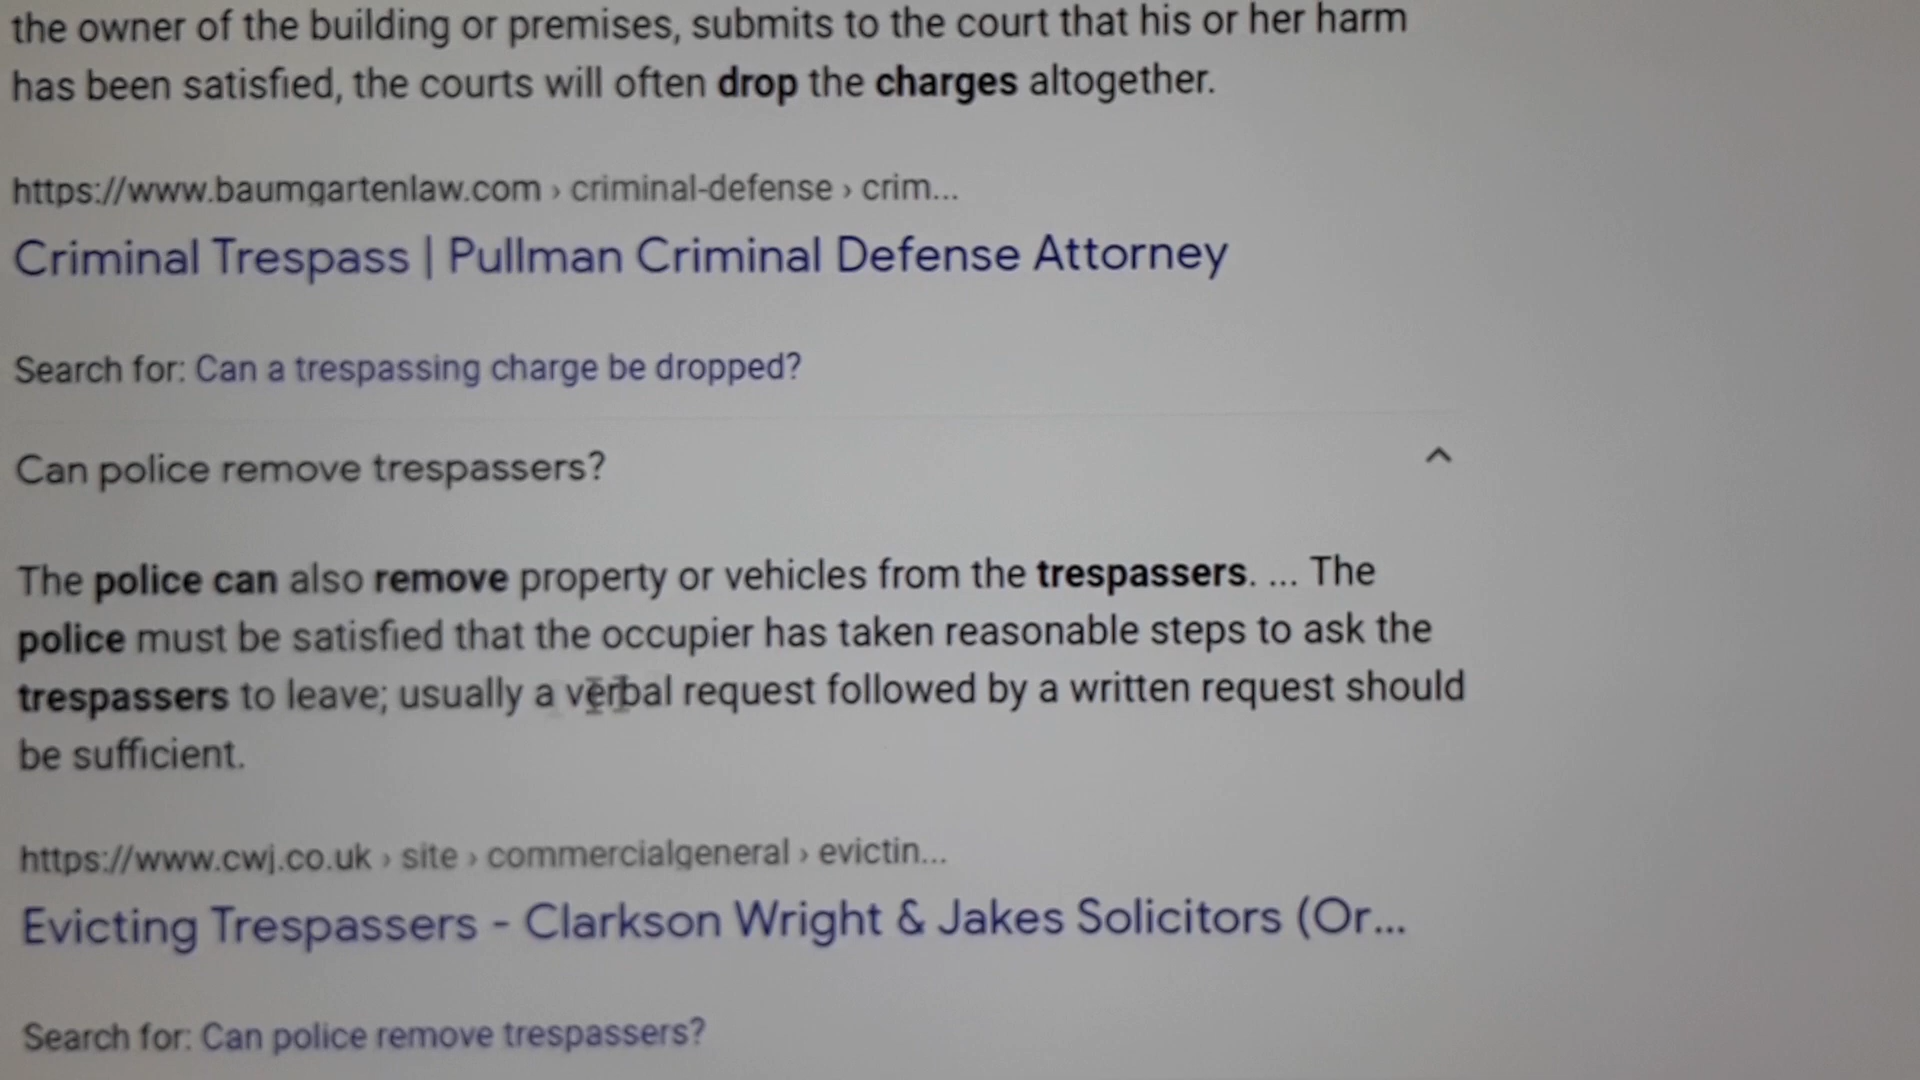 the owner of the building or premises, submits to the court that his or her harm
has been satisfied, the courts will often drop the charges altogether.
https://www.baumgartenlaw.com › criminal-defense › crim...
Criminal Trespass | Pullman Criminal Defense Attorney
Search for: Can a trespassing charge be dropped?
Can police remove trespassers?
The police can also remove property or vehicles from the trespassers. ... The
police must be satisfied that the occupier has taken reasonable steps to ask the
trespassers to leave; usually a verbal request followed by a written request should
be sufficient.
https://www.cwj.co.uk › site › commercialgeneral › evictin...
Evicting Trespassers - Clarkson Wright & Jakes Solicitors (Or...
Search for: Can police remove trespassers?